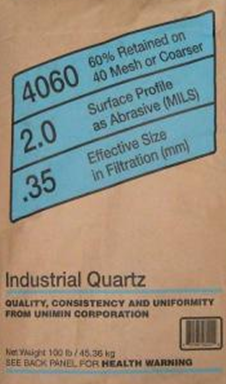 4060 60% Retained on
40 Mesh or Coarser
2.0 Surface Profile
as Abrasive (MILS)
.35 Effective Size
in Filtration (mm)
Industrial Quartz
QUALITY, CONSISTENCY AND UNIFORMITY
FROM UNIMIN CORPORATION
Net Weight 100 lb / 45.36 kg
SEE BACK PANEL FOR HEALTH WARNING